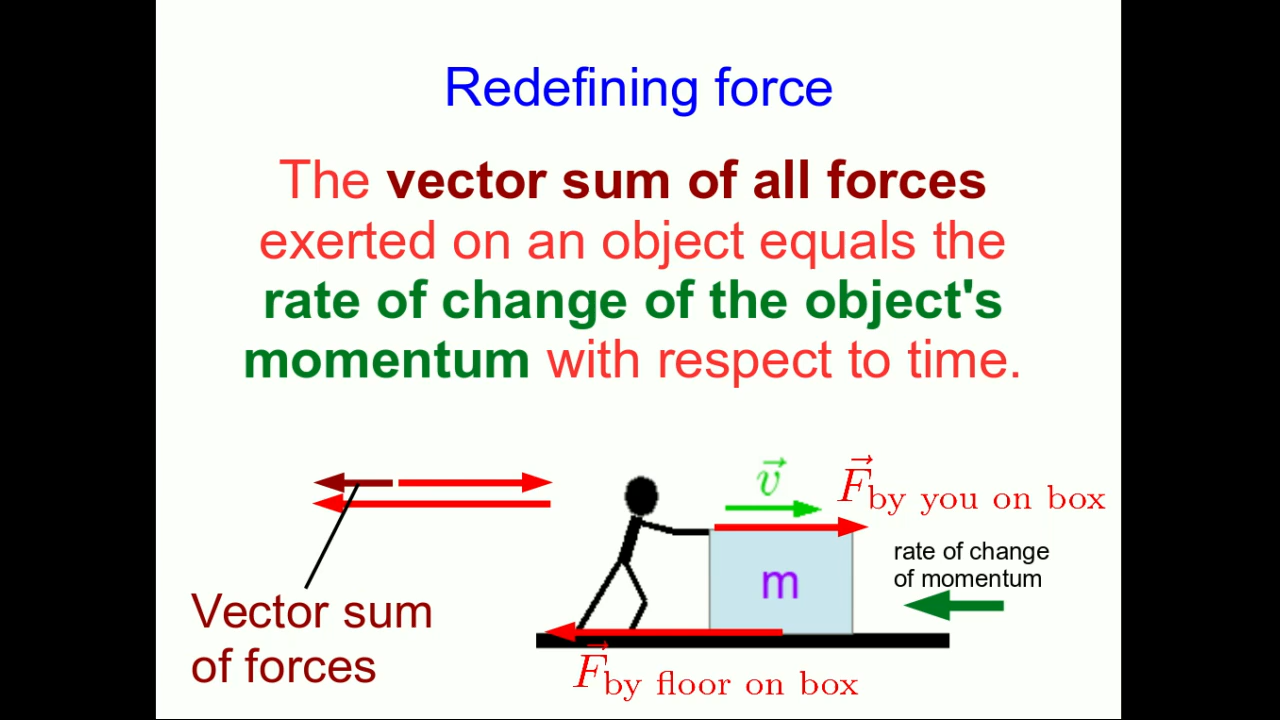 Redefining force
The vector sum of all forces
exerted on an object equals the
rate of change of the object's
momentum with respect to time.
v⃗
F⃗by you on box
rate of change
of momentum
m
Vector sum
of forces
F⃗by floor on box